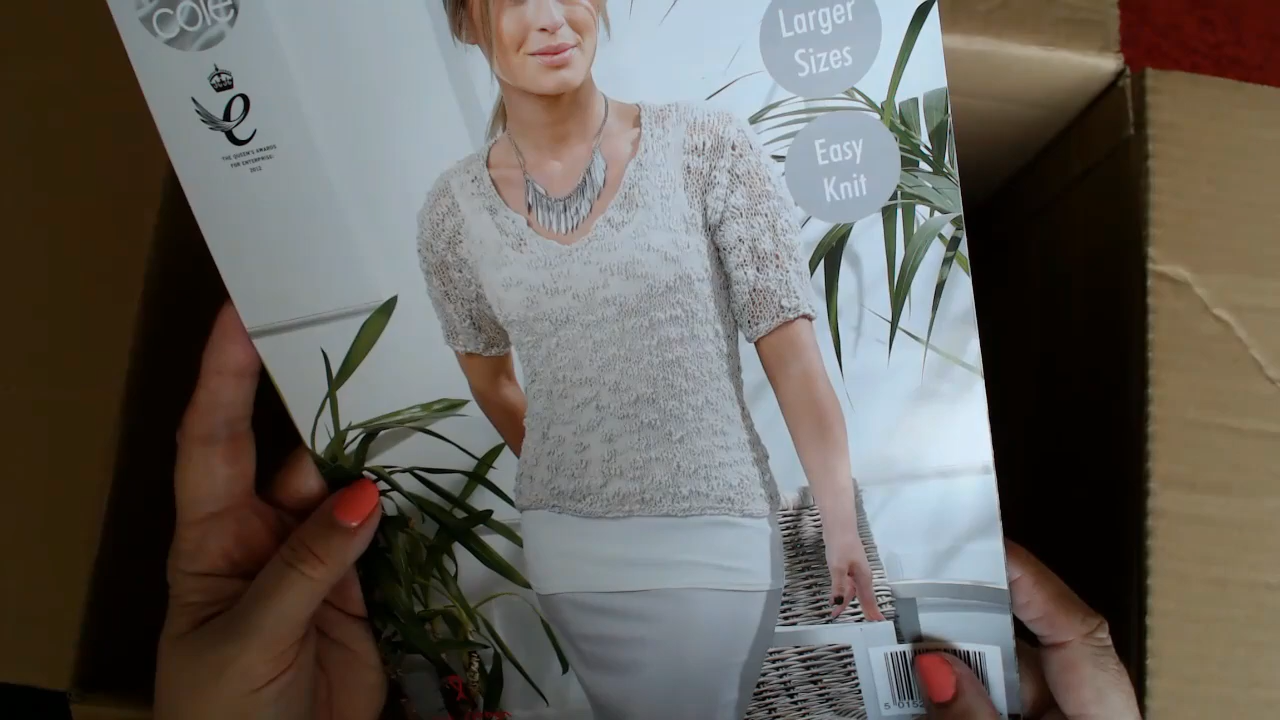 cole
THE QUEEN'S AWARDS
FOR ENTERPRISE:
2012
Larger
Sizes
Easy
Knit